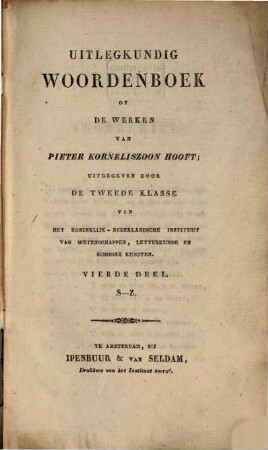 UITLEGKUNDIG
WOORDENBOEK
OP
DE WERKEN
VAN
PIETER KORNELISZOON HOOFT;
UITGEGEVEN DOOR
DE TWEEDE KLASSE
VAN
HET KONINKLIJK-NEDERLANDSCHE INSTITUUT
VAN WETENSCHAPPEN, LETTERKUNDE EN
SCHOONE KUNSTEN.
VIERDE DEEL.
S—Z.
TE AMSTERDAM, BIJ
IPENBUUR & VAN SELDAM,
Drukkers van het Instituut voorn.